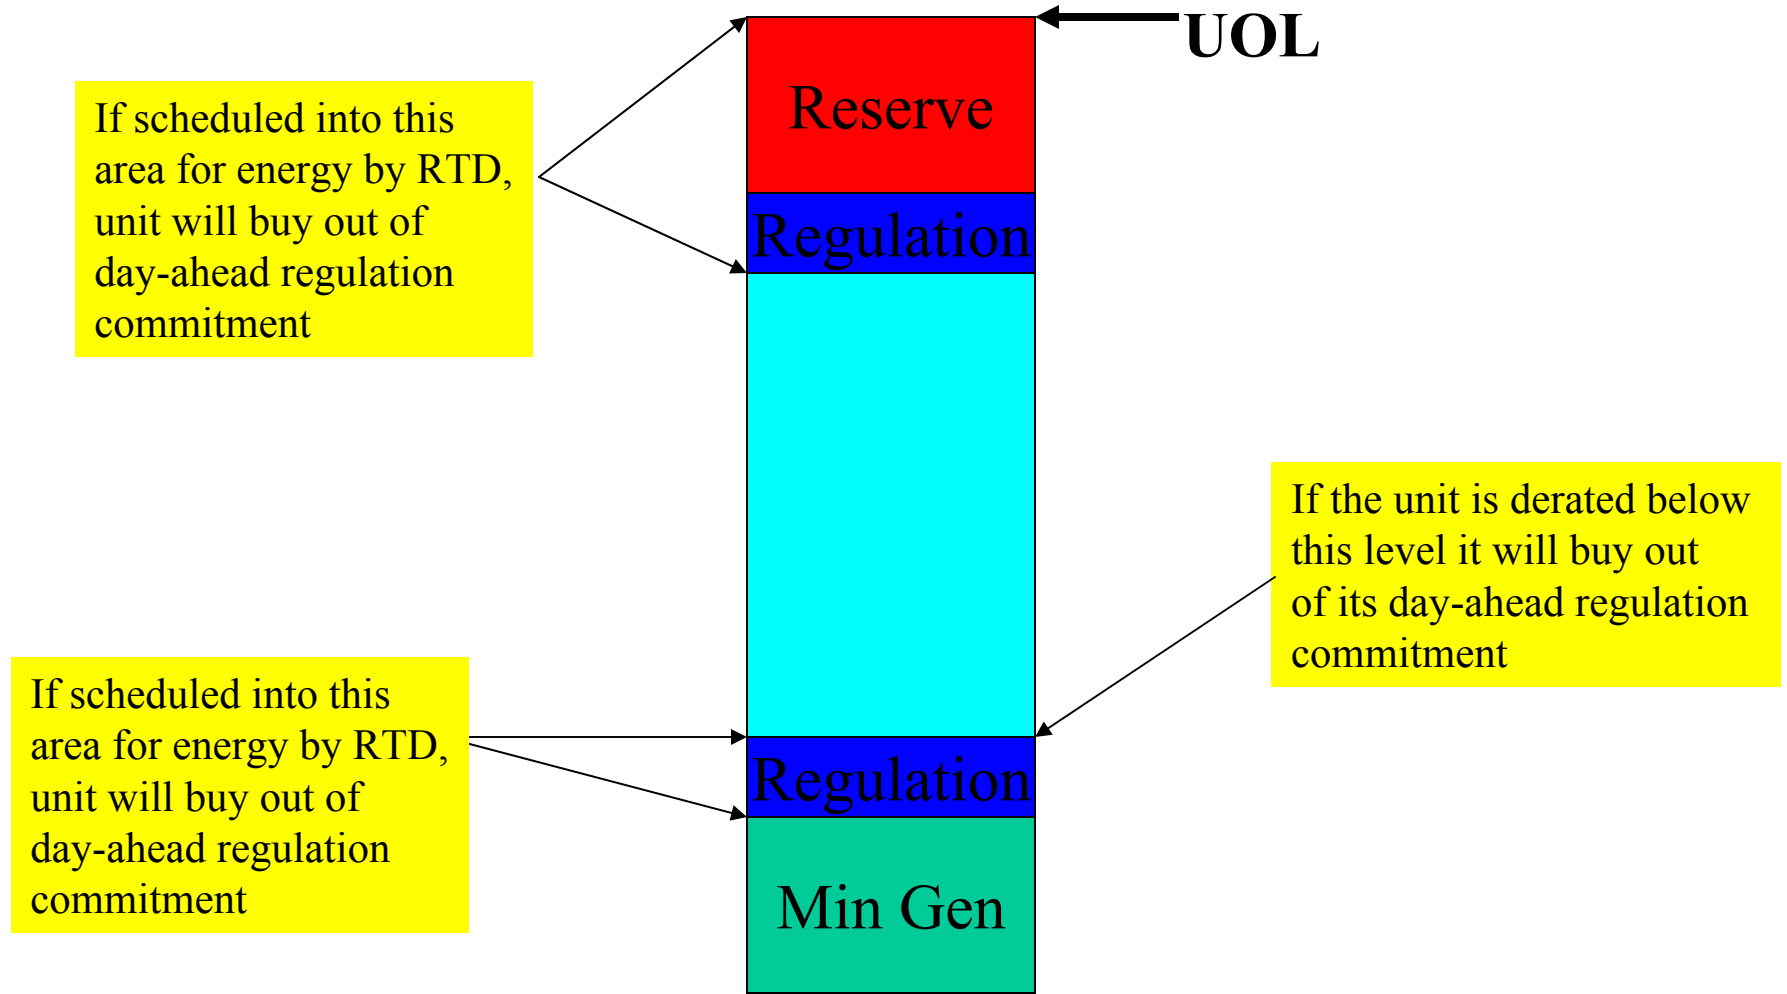 UOL
Reserve
If scheduled into this
area for energy by RTD,
unit will buy out of
day-ahead regulation
commitment
Regulation
If the unit is derated below
this level it will buy out
of its day-ahead regulation
commitment
If scheduled into this
area for energy by RTD,
unit will buy out of
day-ahead regulation
commitment
Regulation
Min Gen